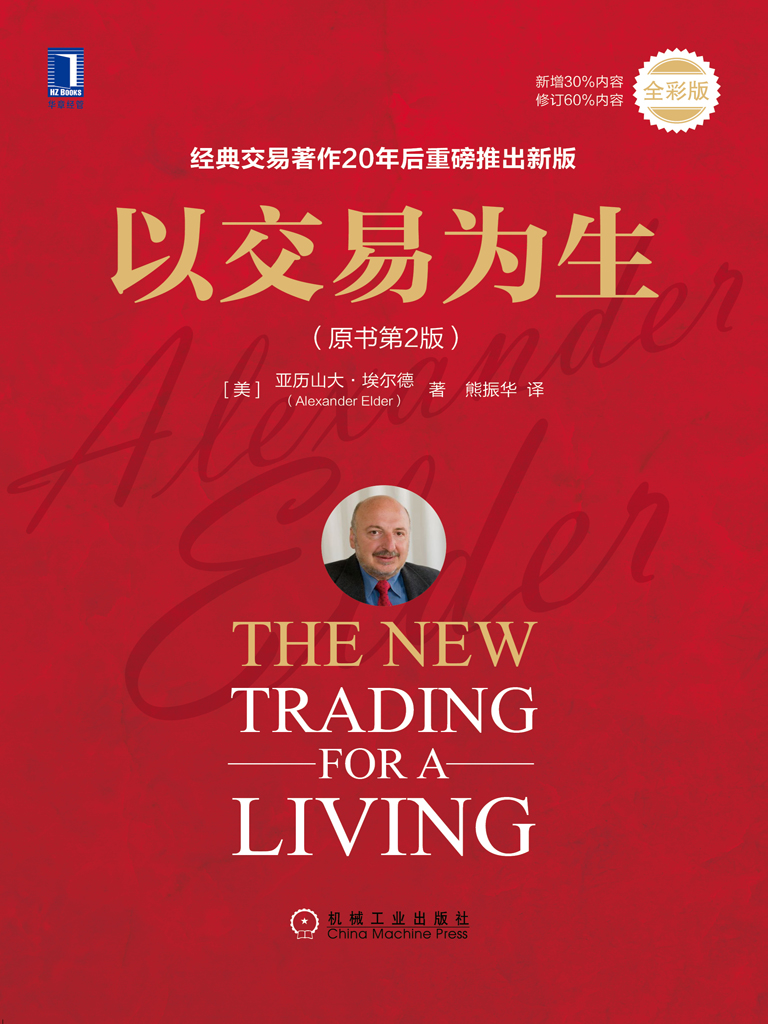 HZ Books
华章经管
新增30%内容
修订60%内容
全彩版
经典交易著作20年后重磅推出新版
以交易为生
（原书第2版）
[美] 亚历山大·埃尔德 著 熊振华 译
（Alexander Elder）
Alexander
Elder
THE NEW
TRADING
FOR A
LIVING
机械工业出版社
China Machine Press